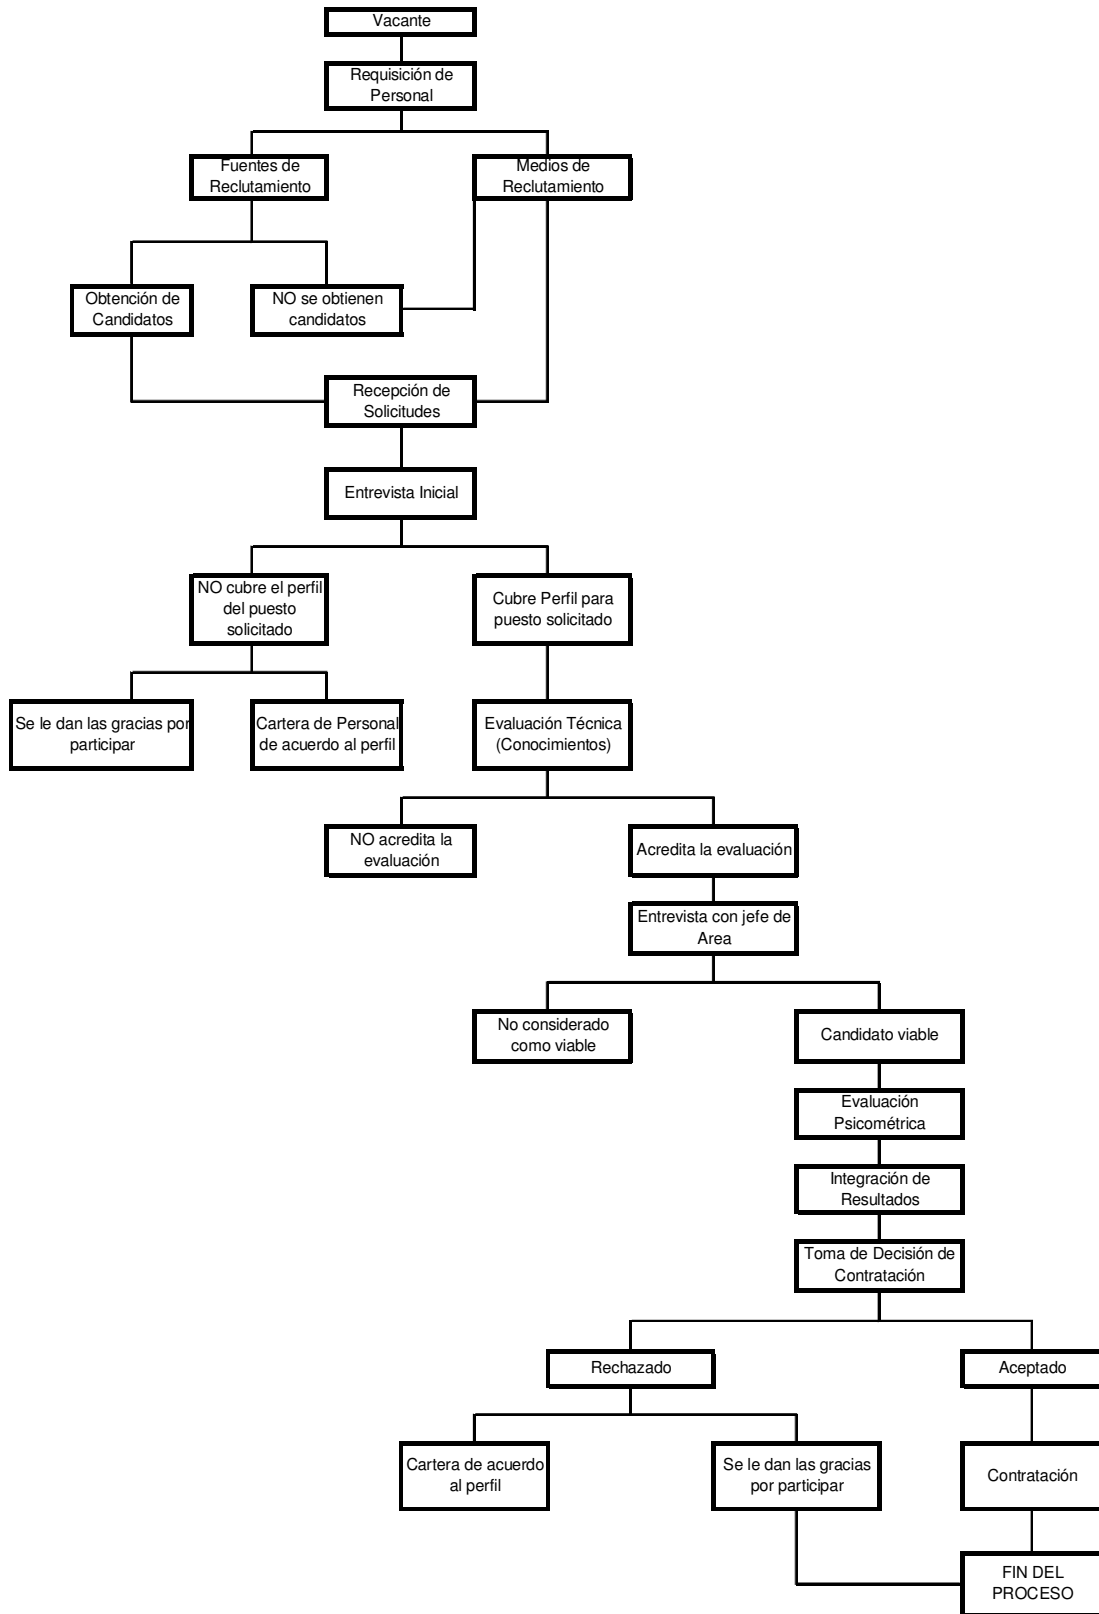 Vacante
Requisición de
Personal
Fuentes de
Reclutamiento
Medios de
Reclutamiento
Obtención de
Candidatos
NO se obtienen
candidatos
Recepción de
Solicitudes
Entrevista Inicial
NO cubre el perfil
del puesto
solicitado
Cubre Perfil para
puesto solicitado
Se le dan las gracias por
participar
Cartera de Personal
de acuerdo al perfil
Evaluación Técnica
(Conocimientos)
NO acredita la
evaluación
Acredita la evaluación
Entrevista con jefe de
Area
No considerado
como viable
Candidato viable
Evaluación
Psicométrica
Integración de
Resultados
Toma de Decisión de
Contratación
Rechazado
Aceptado
Cartera de acuerdo
al perfil
Se le dan las gracias
por participar
Contratación
FIN DEL
PROCESO